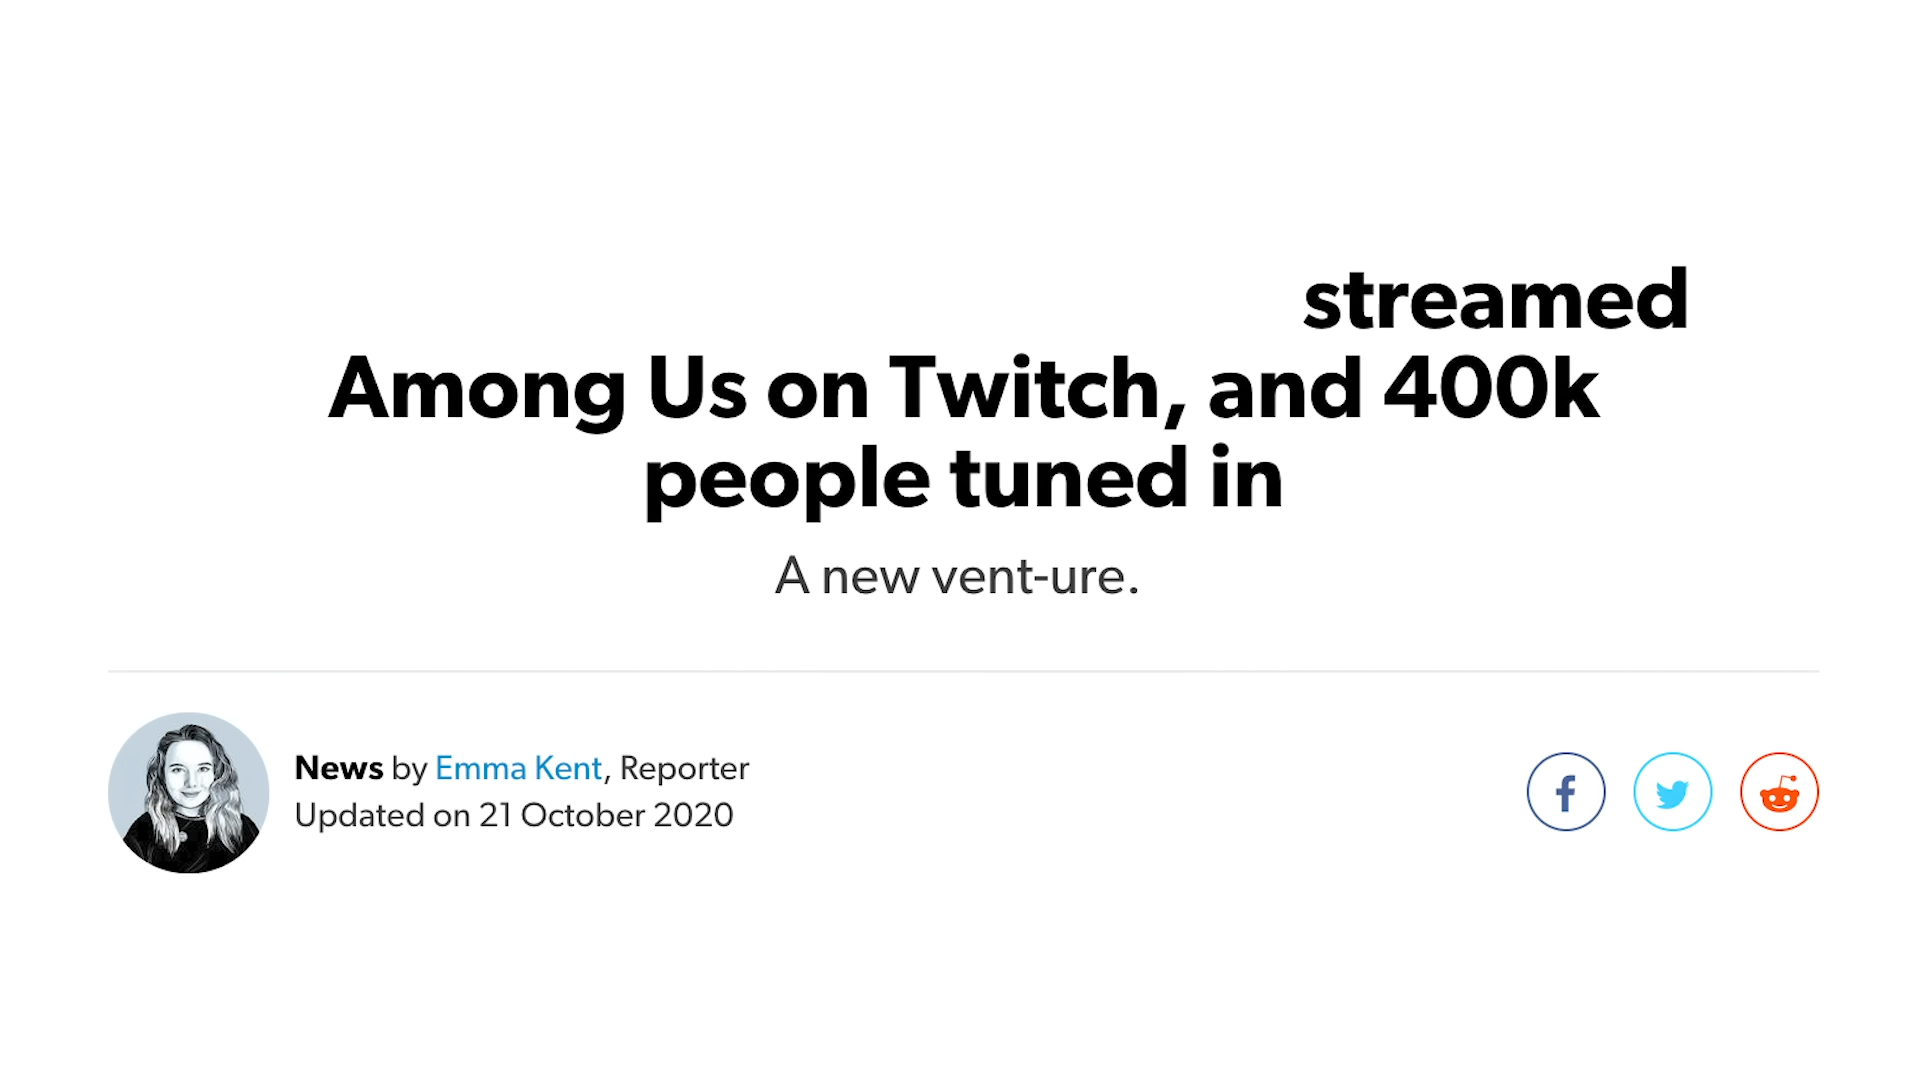 streamed
Among Us on Twitch, and 400k
people tuned in
A new vent-ure.
News by Emma Kent, Reporter
Updated on 21 October 2020